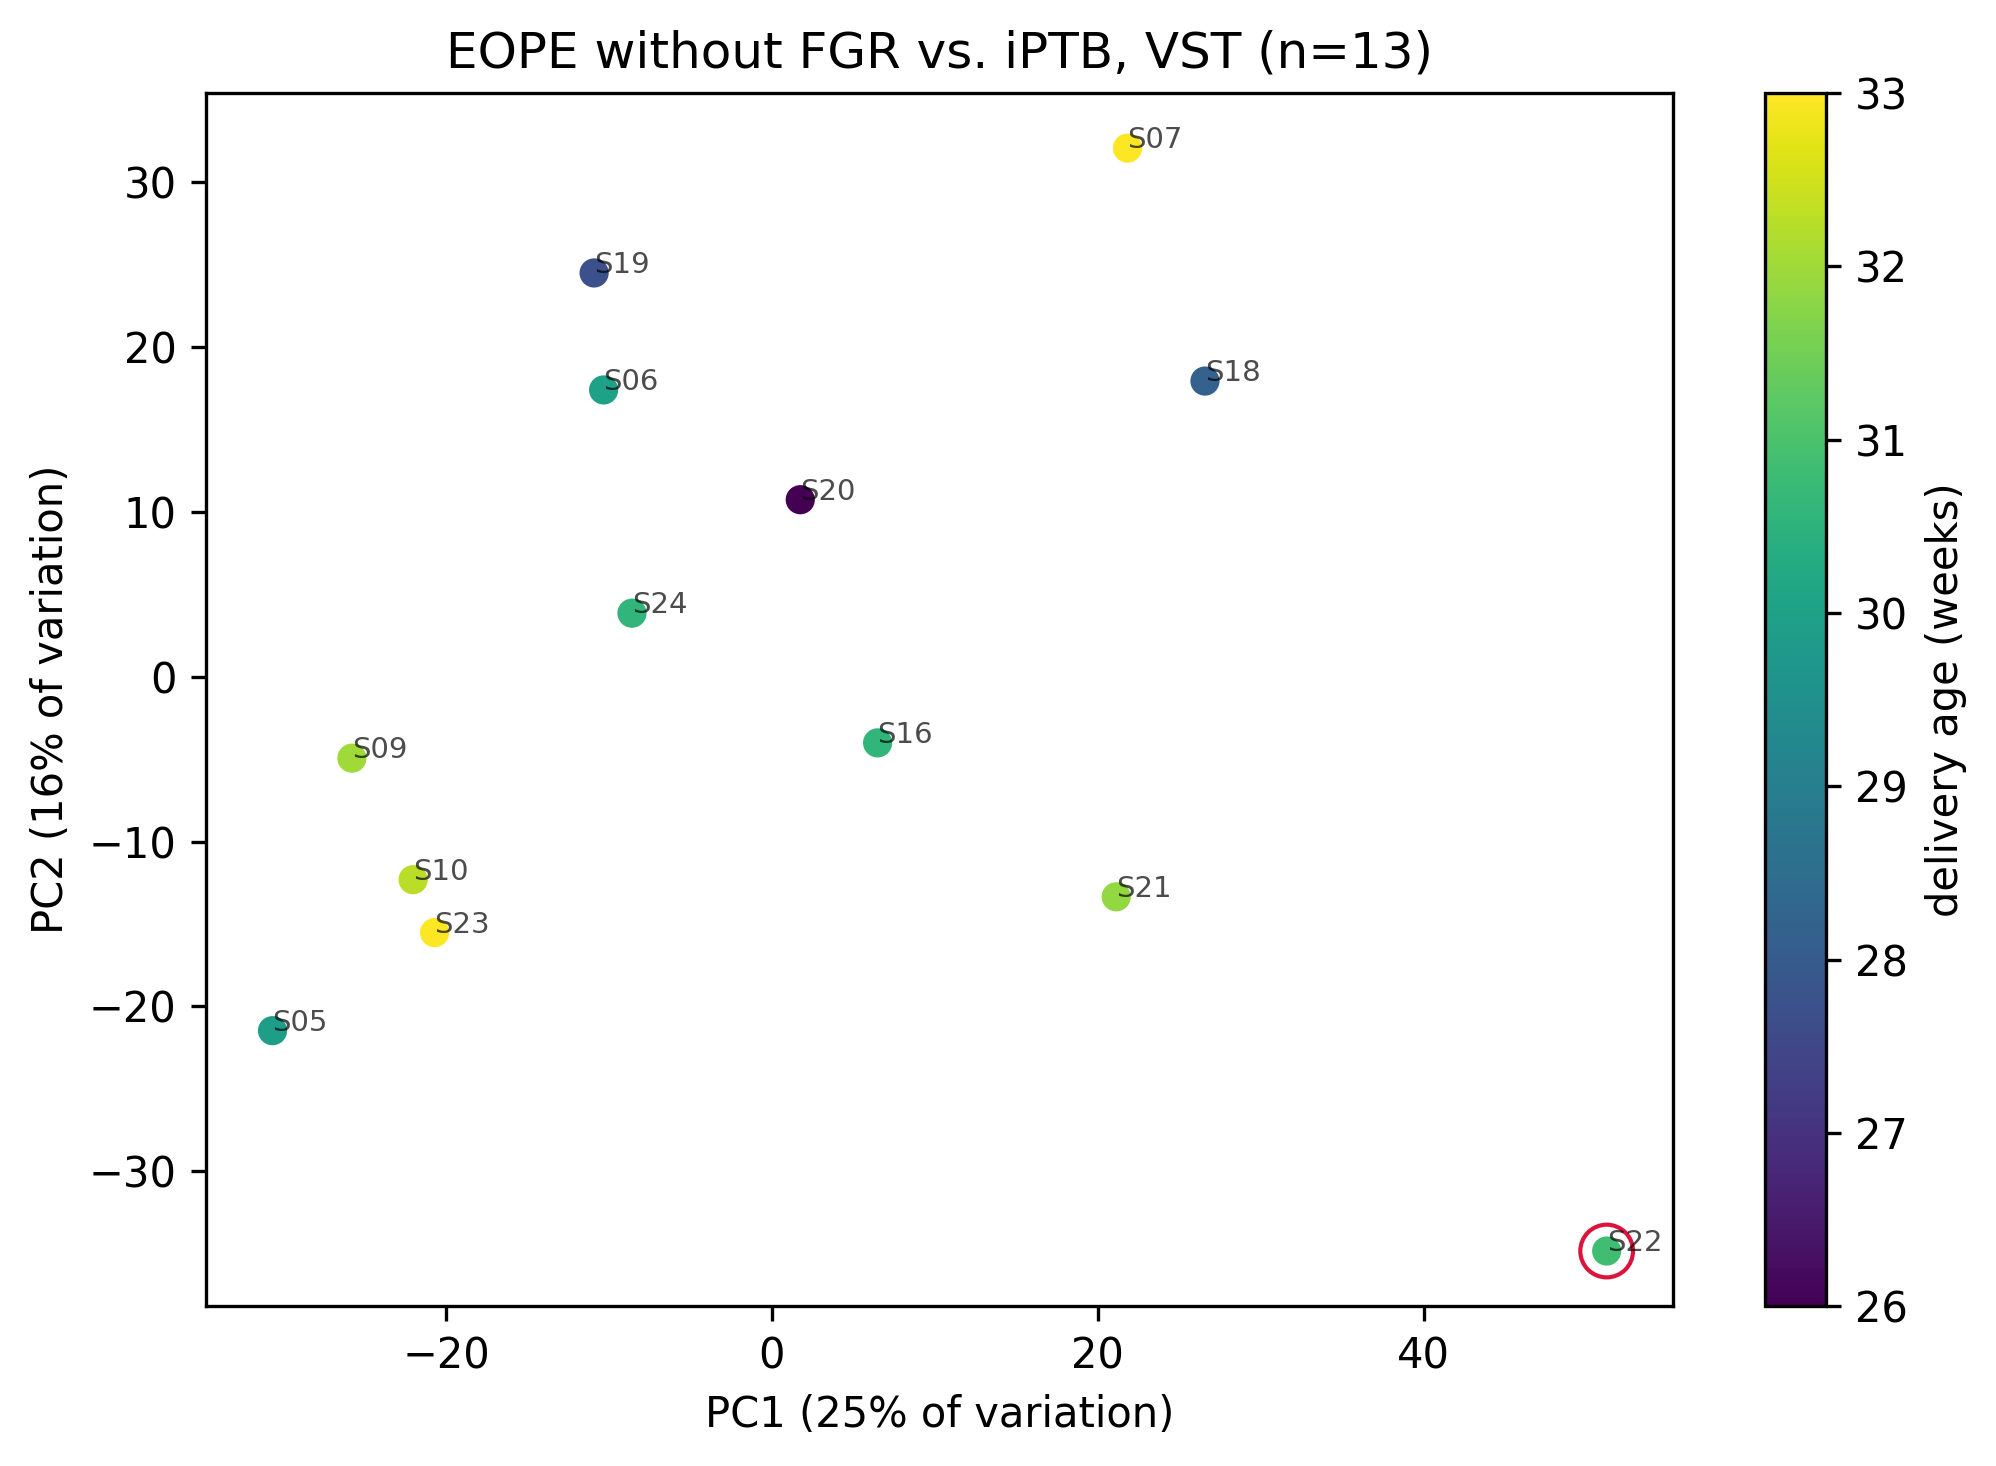 EOPE without FGR vs. iPTB, VST (n=13)
PC2 (16% of variation)
30
20
10
0
−10
−20
−30
S07
S19
S06
S18
S20
S24
S16
S09
S10
S21
S23
S05
S22
−20
0
20
40
PC1 (25% of variation)
33
32
31
30
29
28
27
26
delivery age (weeks)